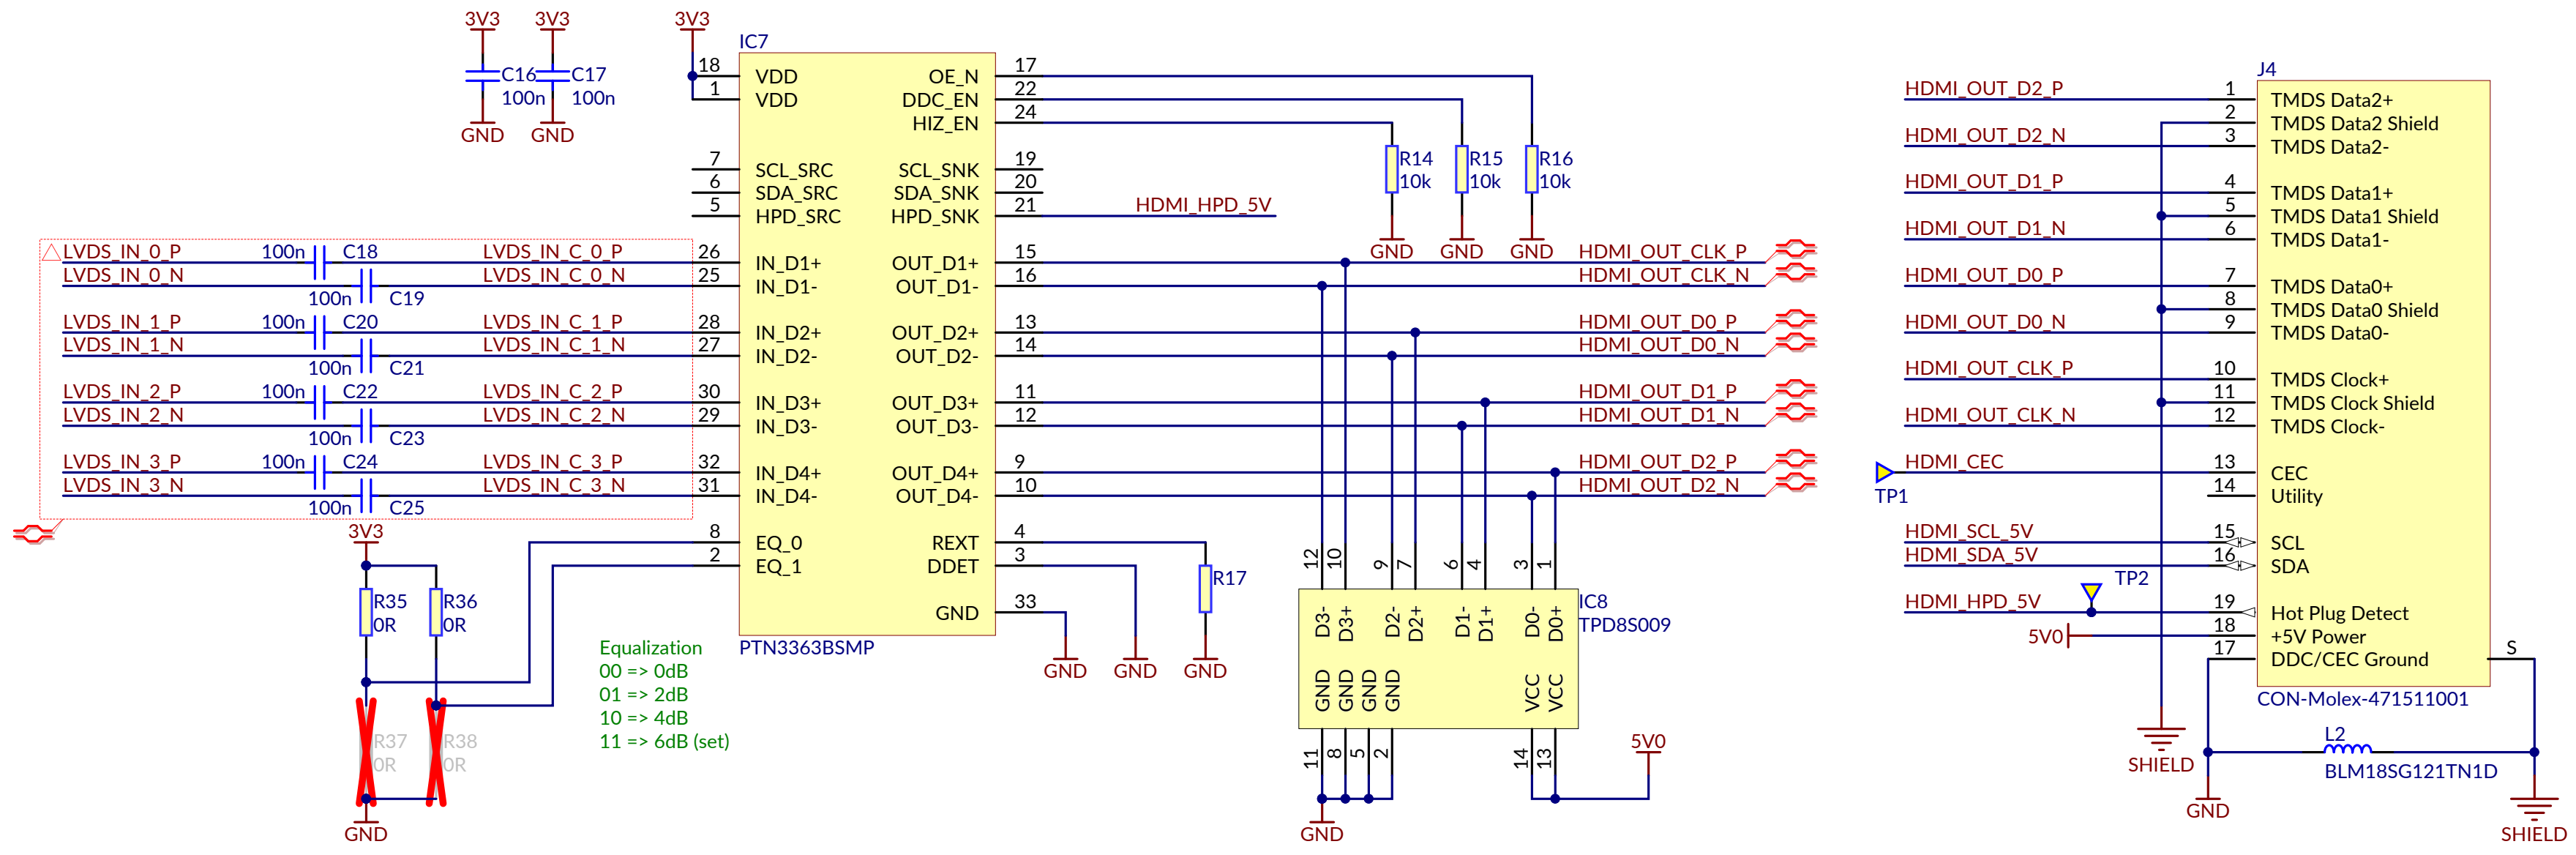 3V3
3V3
3V3
C16
100n
C17
100n
GND
GND
IC7
18
1
VDD
VDD
7
6
5
SCL_SRC
SDA_SRC
HPD_SRC
OE_N
DDC_EN
HIZ_EN
17
22
24
SCL_SNK
SDA_SNK
HPD_SNK
19
20
21
HDMI_HPD_5V
R14
10k
R15
10k
R16
10k
GND
GND
GND
LVDS_IN_0_P
100n
C18
LVDS_IN_C_0_P
26
IN_D1+
OUT_D1+
15
HDMI_OUT_CLK_P
LVDS_IN_0_N
100n
C19
LVDS_IN_C_0_N
25
IN_D1-
OUT_D1-
16
HDMI_OUT_CLK_N
LVDS_IN_1_P
100n
C20
LVDS_IN_C_1_P
28
IN_D2+
OUT_D2+
13
HDMI_OUT_D0_P
LVDS_IN_1_N
100n
C21
LVDS_IN_C_1_N
27
IN_D2-
OUT_D2-
14
HDMI_OUT_D0_N
LVDS_IN_2_P
100n
C22
LVDS_IN_C_2_P
30
IN_D3+
OUT_D3+
11
HDMI_OUT_D1_P
LVDS_IN_2_N
100n
C23
LVDS_IN_C_2_N
29
IN_D3-
OUT_D3-
12
HDMI_OUT_D1_N
LVDS_IN_3_P
100n
C24
LVDS_IN_C_3_P
32
IN_D4+
OUT_D4+
9
HDMI_OUT_D2_P
LVDS_IN_3_N
100n
C25
LVDS_IN_C_3_N
31
IN_D4-
OUT_D4-
10
HDMI_OUT_D2_N
8
EQ_0
REXT
4
2
EQ_1
DDET
3
GND
33
PTN3363BSMP
R17
GND
GND
GND
3V3
R35
0R
R36
0R
R37
0R
R38
0R
GND
Equalization
00 => 0dB
01 => 2dB
10 => 4dB
11 => 6dB (set)
12
10
9
7
6
4
3
1
D3-
D3+
D2-
D2+
D1-
D1+
D0-
D0+
IC8
TPD8S009
GND
GND
GND
GND
VCC
VCC
11
8
5
2
14
13
GND
5V0
J4
HDMI_OUT_D2_P
1
TMDS Data2+
2
TMDS Data2 Shield
HDMI_OUT_D2_N
3
TMDS Data2-
HDMI_OUT_D1_P
4
TMDS Data1+
5
TMDS Data1 Shield
HDMI_OUT_D1_N
6
TMDS Data1-
HDMI_OUT_D0_P
7
TMDS Data0+
8
TMDS Data0 Shield
HDMI_OUT_D0_N
9
TMDS Data0-
HDMI_OUT_CLK_P
10
TMDS Clock+
11
TMDS Clock Shield
HDMI_OUT_CLK_N
12
TMDS Clock-
TP1
HDMI_CEC
13
CEC
14
Utility
HDMI_SCL_5V
15
SCL
HDMI_SDA_5V
16
SDA
TP2
HDMI_HPD_5V
19
Hot Plug Detect
5V0
18
+5V Power
17
DDC/CEC Ground
S
CON-Molex-471511001
L2
BLM18SG121TN1D
SHIELD
GND
SHIELD